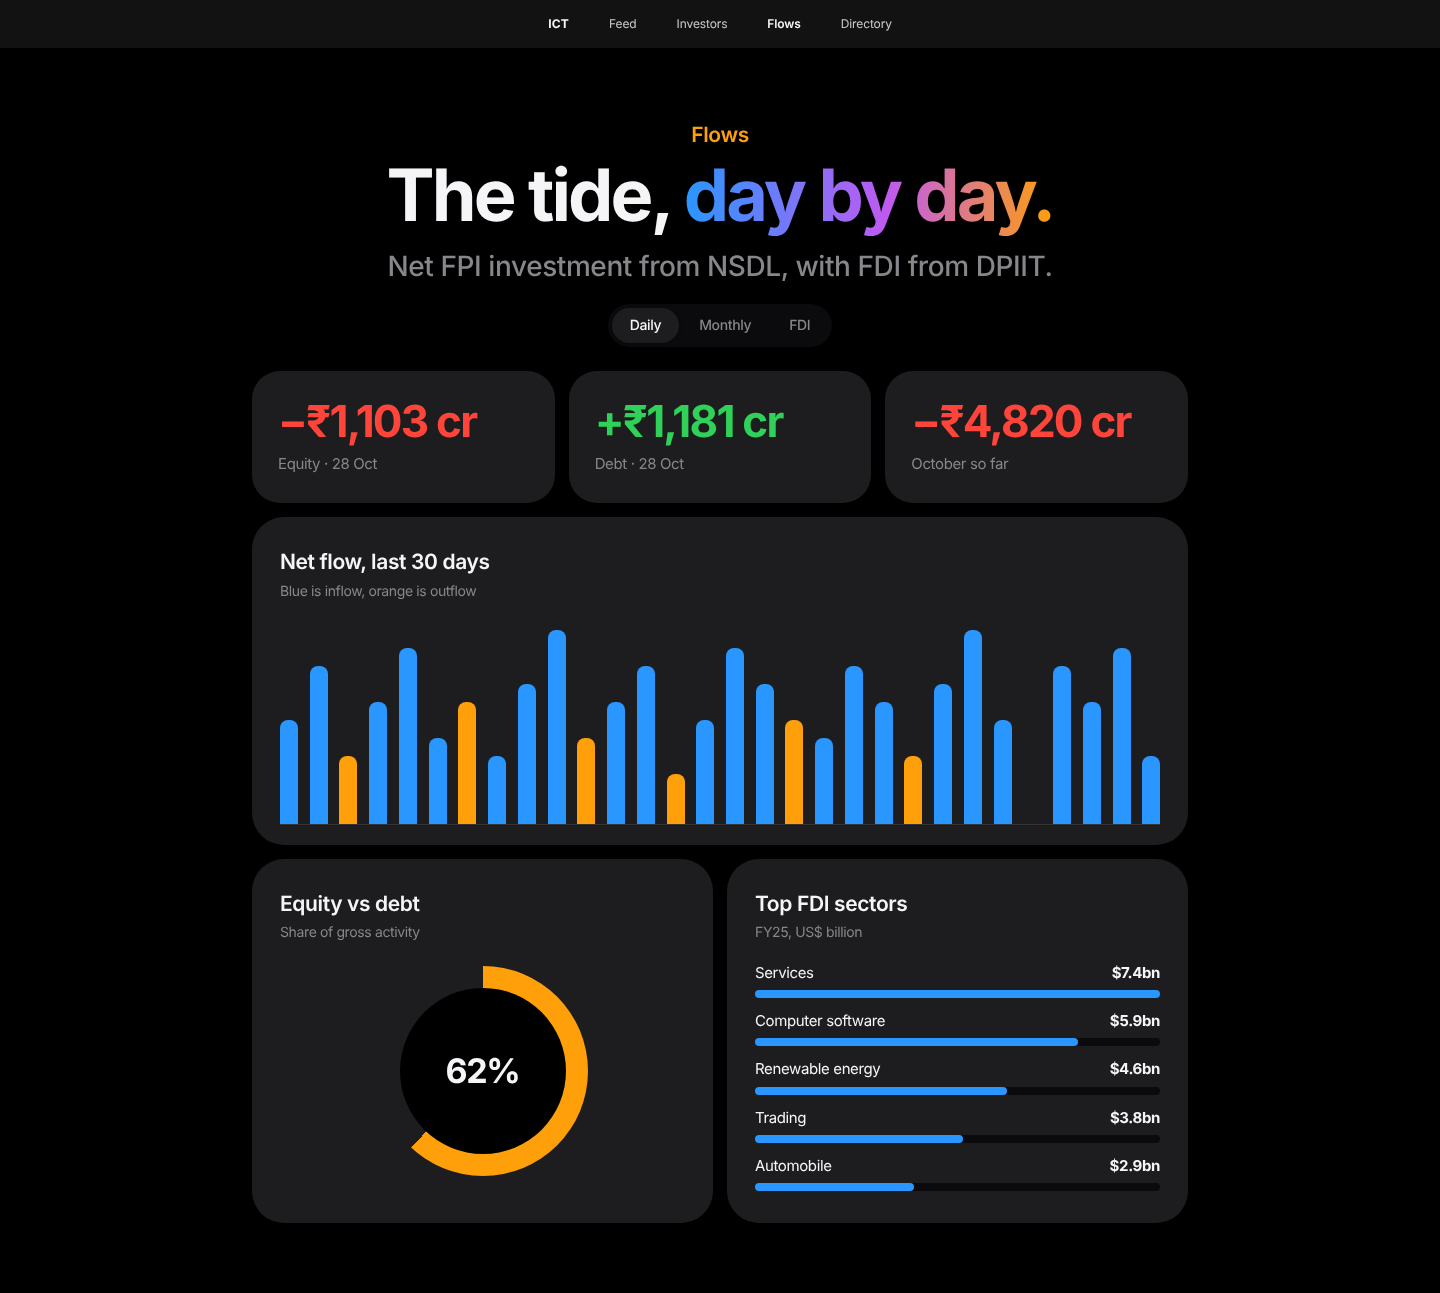 ICT Feed Investors Flows Directory
Flows
The tide, day by day.
Net FPI investment from NSDL, with FDI from DPIIT.
Daily Monthly FDI
−₹1,103 cr
Equity · 28 Oct
+₹1,181 cr
Debt · 28 Oct
−₹4,820 cr
October so far
Net flow, last 30 days
Blue is inflow, orange is outflow
Equity vs debt
Share of gross activity
62%
Top FDI sectors
FY25, US$ billion
Services $7.4bn
Computer software $5.9bn
Renewable energy $4.6bn
Trading $3.8bn
Automobile $2.9bn